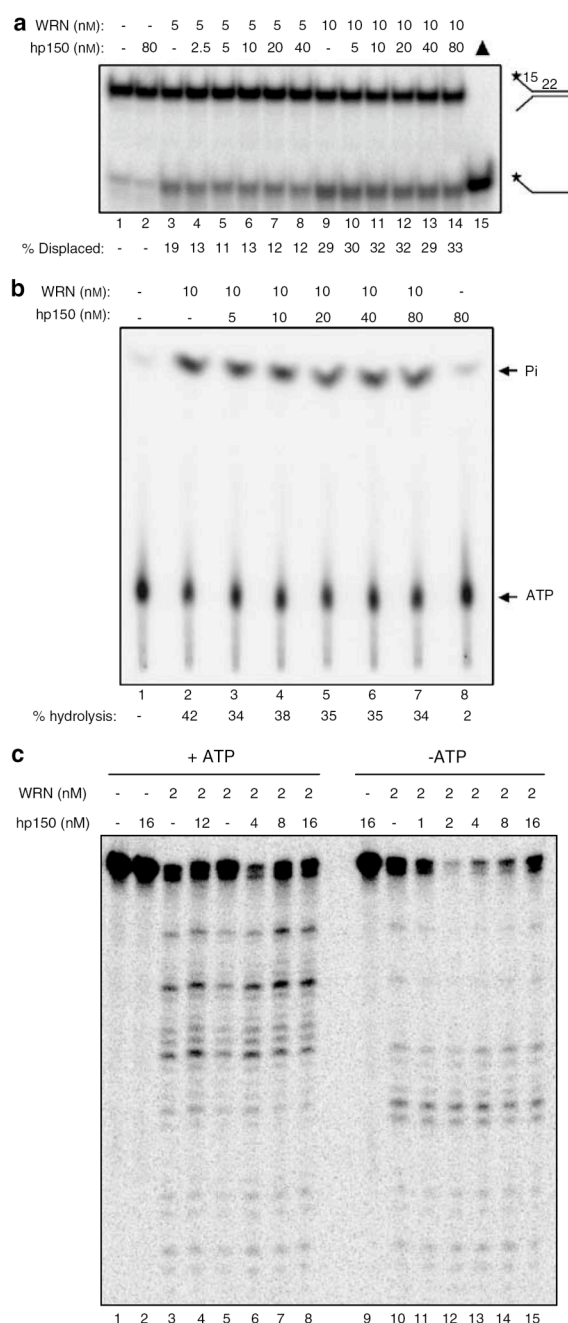 a
WRN (nM): - - 5 5 5 5 5 5 10 10 10 10 10 10
hp150 (nM): - 80 - 2.5 5 10 20 40 - 5 10 20 40 80 ▲
★ 15 22
★
1 2 3 4 5 6 7 8 9 10 11 12 13 14 15
% Displaced: - - 19 13 11 13 12 12 29 30 32 32 29 33
b
WRN (nM): - 10 10 10 10 10 10 -
hp150 (nM): - - 5 10 20 40 80 80
Pi
ATP
1 2 3 4 5 6 7 8
% hydrolysis: - 42 34 38 35 35 34 2
c
+ ATP -ATP
WRN (nM) - - 2 2 2 2 2 2 - 2 2 2 2 2 2
hp150 (nM) - 16 - 12 - 4 8 16 16 - 1 2 4 8 16
1 2 3 4 5 6 7 8 9 10 11 12 13 14 15